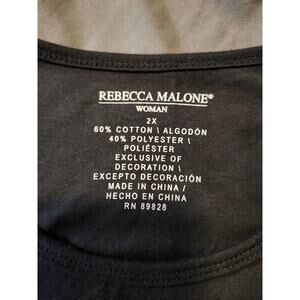 REBECCA MALONE®
WOMAN
2X
60% COTTON \ ALGODÓN
40% POLYESTER \
POLIÉSTER
EXCLUSIVE OF
DECORATION \
EXCEPTO DECORACIÓN
MADE IN CHINA /
HECHO EN CHINA
RN 89828